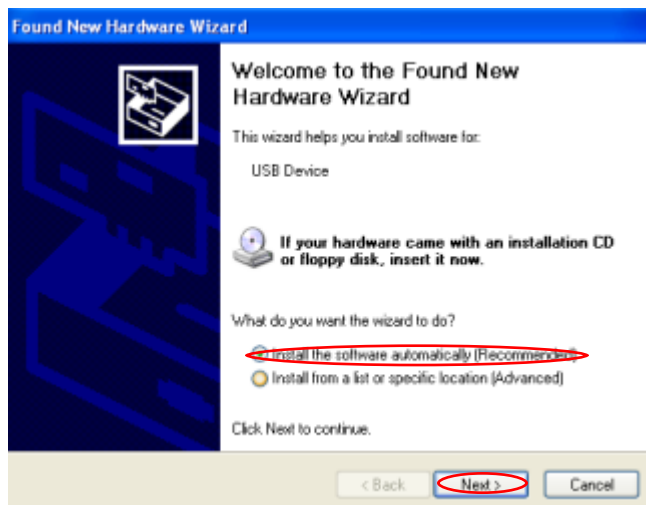 Found New Hardware Wizard
Welcome to the Found New
Hardware Wizard
This wizard helps you install software for:
USB Device
If your hardware came with an installation CD
or floppy disk, insert it now.
What do you want the wizard to do?
Install the software automatically (Recommended)
Install from a list or specific location (Advanced)
Click Next to continue.
< Back Next > Cancel